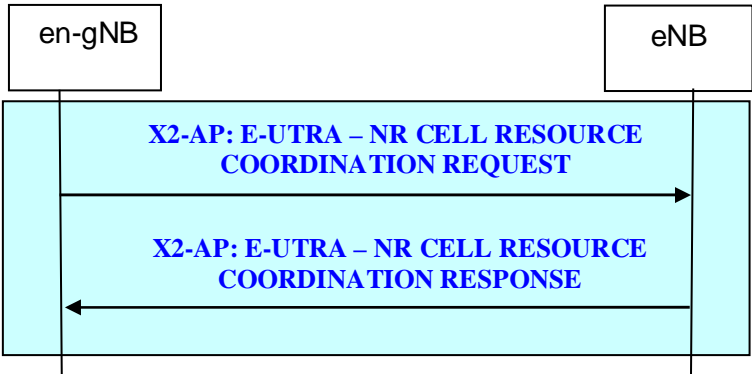 en-gNB
eNB
X2-AP: E-UTRA – NR CELL RESOURCE
COORDINATION REQUEST
X2-AP: E-UTRA – NR CELL RESOURCE
COORDINATION RESPONSE